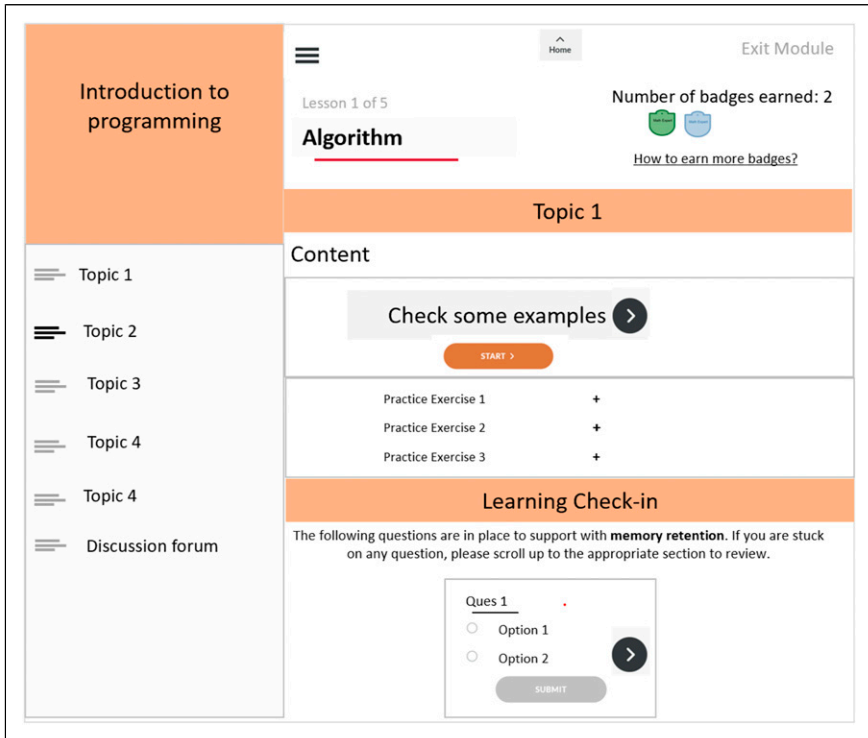 Introduction to
programming
Home
Exit Module
Lesson 1 of 5
Algorithm
Number of badges earned: 2
How to earn more badges?
Topic 1
Content
Topic 1
Topic 2
Topic 3
Topic 4
Topic 4
Discussion forum
Check some examples
START >
Practice Exercise 1 +
Practice Exercise 2 +
Practice Exercise 3 +
Learning Check-in
The following questions are in place to support with memory retention. If you are stuck
on any question, please scroll up to the appropriate section to review.
Ques 1
Option 1
Option 2
SUBMIT